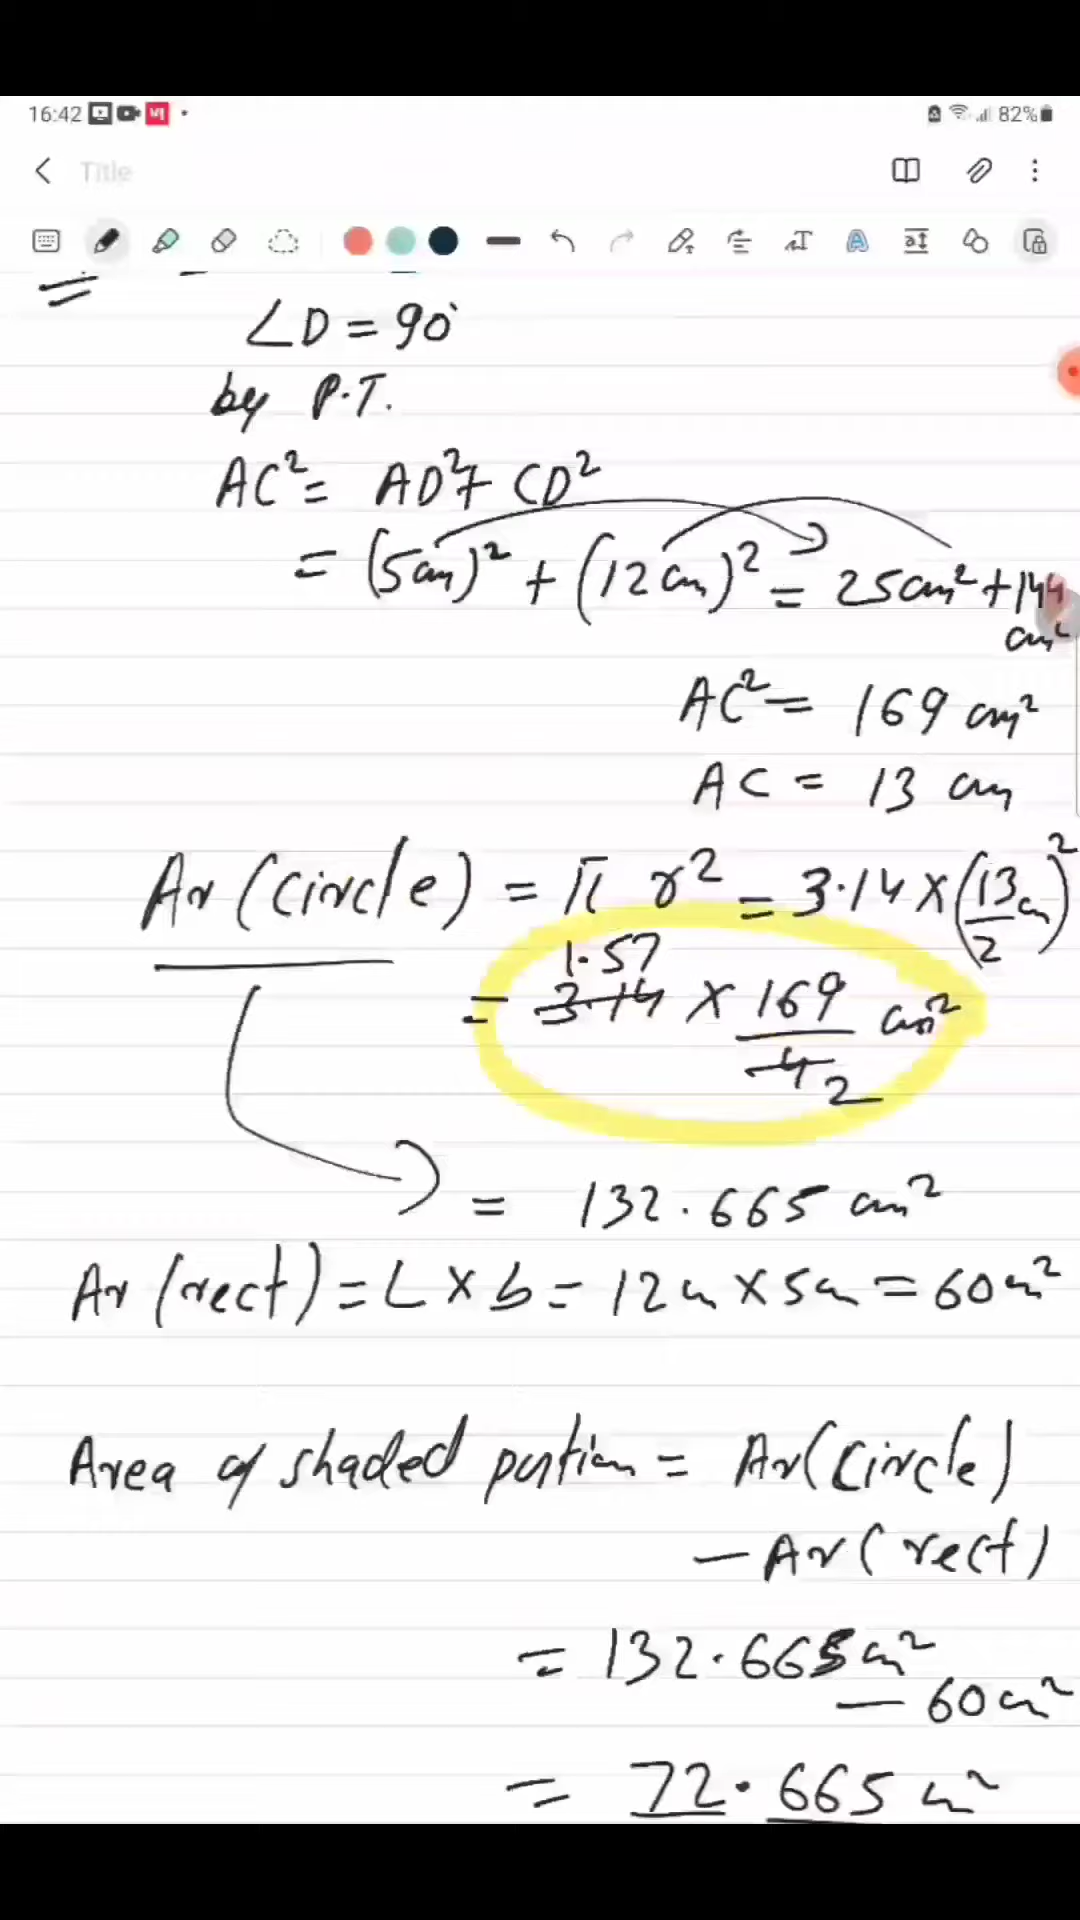 16:42
82%
Title
∠D = 90°
by P.T.
AC² = AD² + CD²
= (5cm)² + (12cm)² = 25cm² + 144
cm²
AC² = 169 cm²
AC = 13 cm
Ar (Circle) = π r² = 3.14 × (13/2 cm)²
1.57
= 3.14 × 169/4 cm²
2
= 132.665 cm²
Ar (rect) = L × b = 12cm × 5cm = 60cm²
Area of shaded portion = Ar(Circle)
− Ar(rect)
= 132.665cm²
− 60cm²
= 72.665 cm²